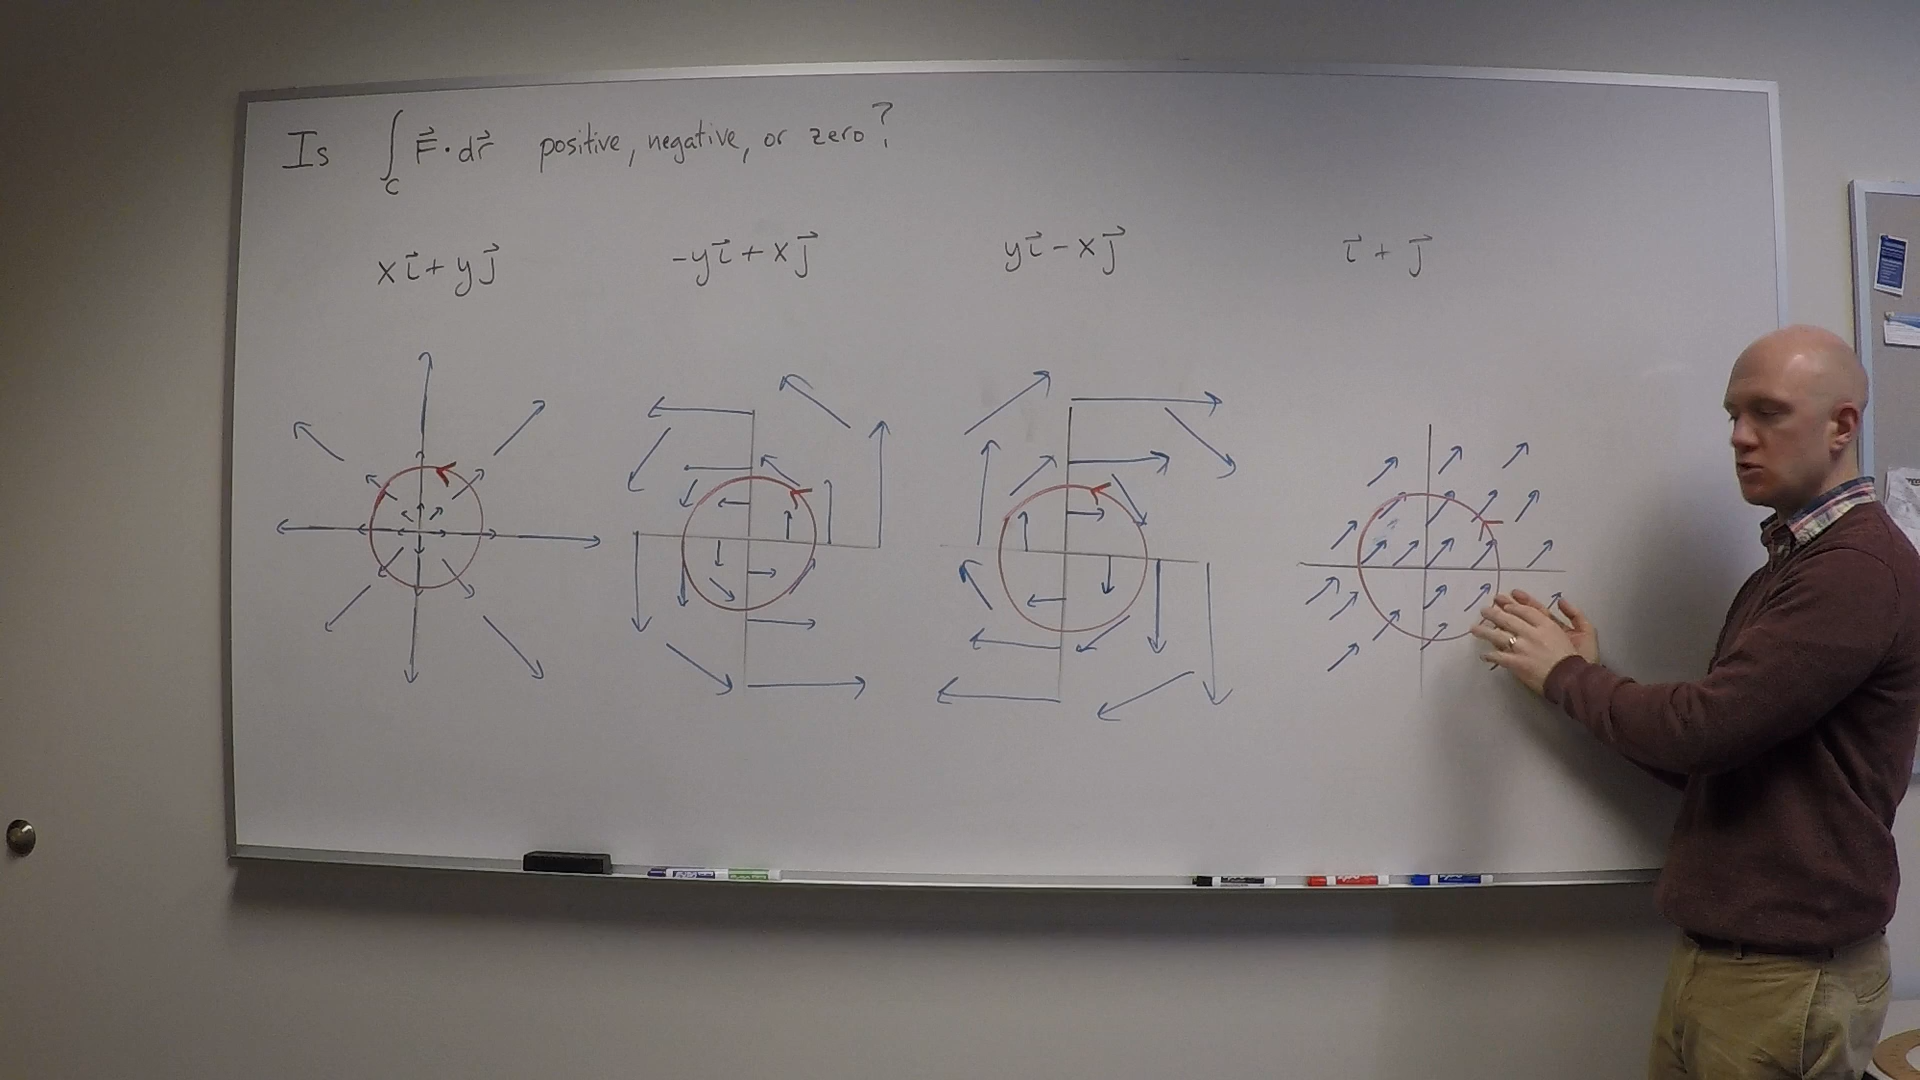 Is ∫_C F⃗ · dr⃗ positive, negative, or zero?
xi⃗ + yj⃗
-yi⃗ + xj⃗
yi⃗ - xj⃗
i⃗ + j⃗